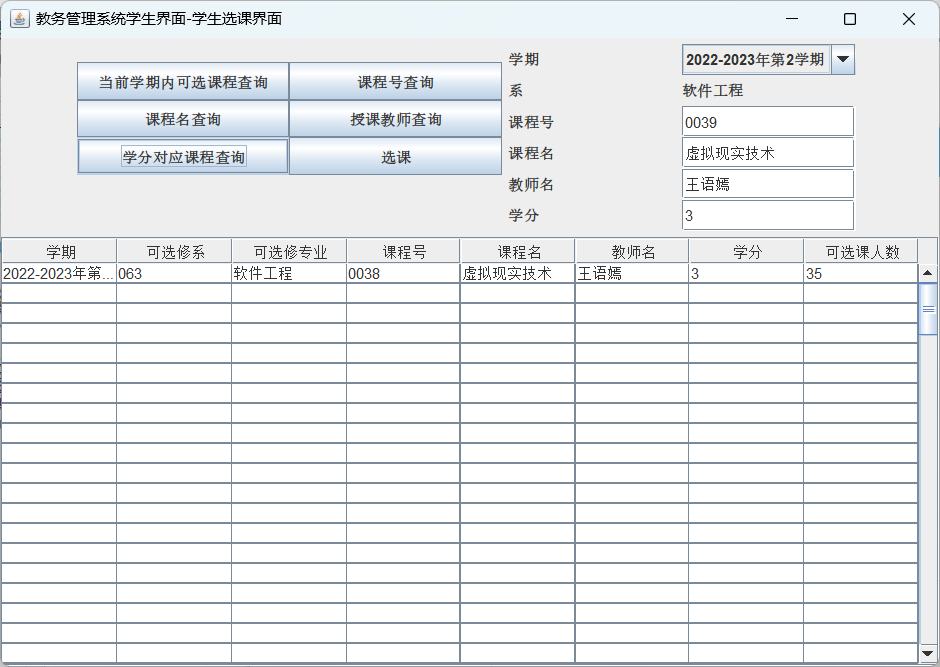 教务管理系统学生界面-学生选课界面
当前学期内可选课程查询 课程号查询
课程名查询 授课教师查询
学分对应课程查询 选课
学期 2022-2023年第2学期
系 软件工程
课程号 0039
课程名 虚拟现实技术
教师名 王语嫣
学分 3
学期 可选修系 可选修专业 课程号 课程名 教师名 学分 可选课人数
2022-2023年第... 063 软件工程 0038 虚拟现实技术 王语嫣 3 35